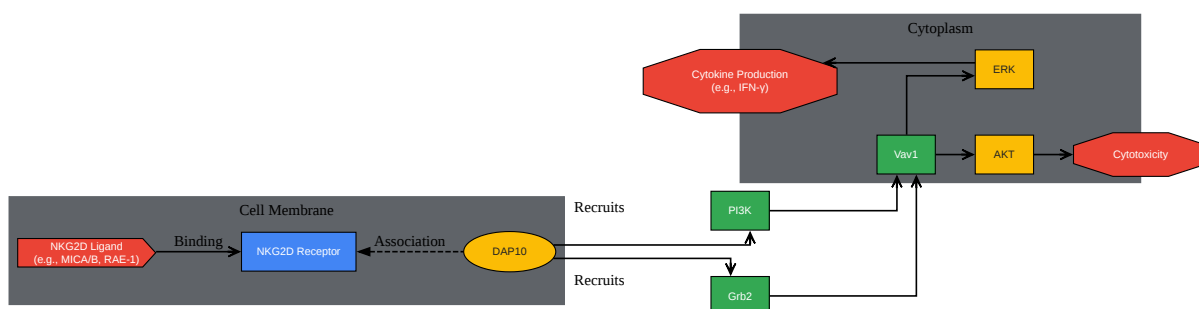 Cytoplasm
Cytokine Production
(e.g., IFN-γ)
ERK
Vav1
AKT
Cytotoxicity
Cell Membrane
Recruits
PI3K
NKG2D Ligand
(e.g., MICA/B, RAE-1)
Binding
NKG2D Receptor
Association
DAP10
Recruits
Grb2